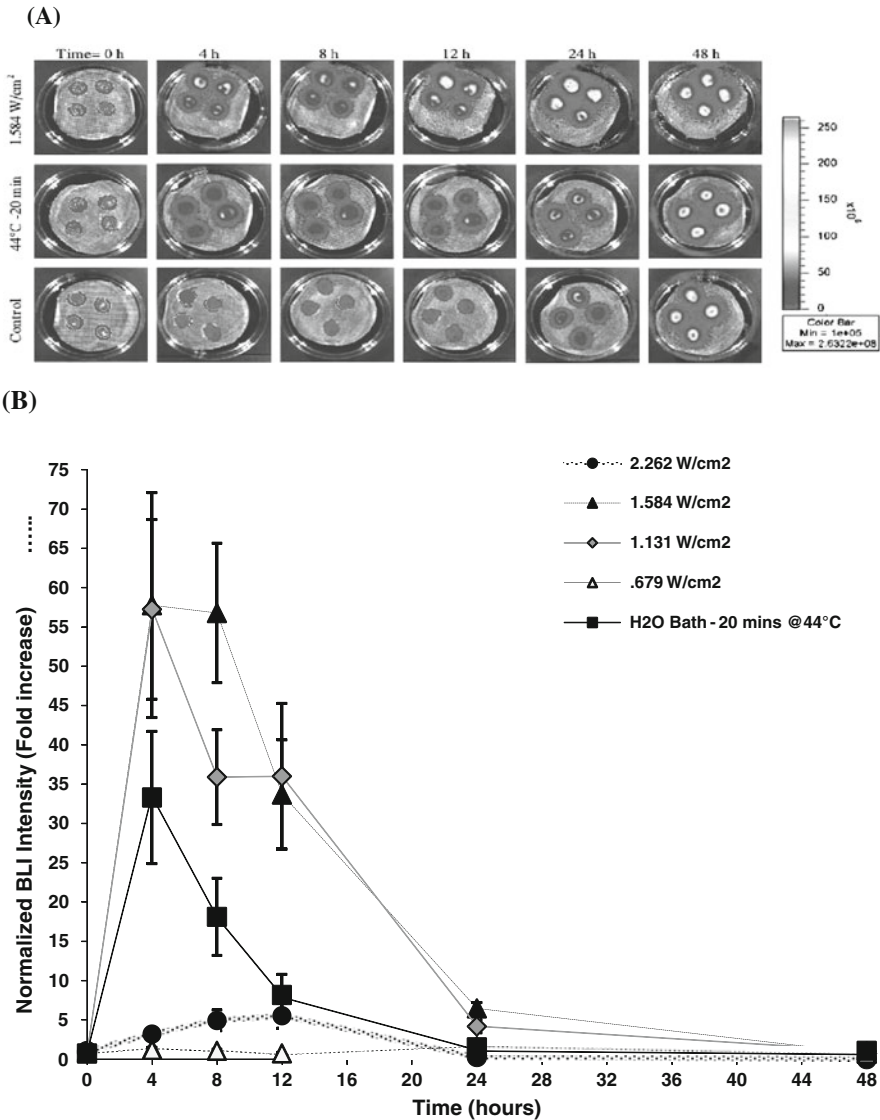 (A)
Time= 0 h 4 h 8 h 12 h 24 h 48 h
1.584 W/cm²
44°C -20 min
Control
250
200
150
100
50
0
Color Bar
Min = 1e+05
Max = 2.6322e+08
(B)
Normalized BLI Intensity (Fold increase)
75
70
65
60
55
50
45
40
35
30
25
20
15
10
5
0
2.262 W/cm2
1.584 W/cm2
1.131 W/cm2
.679 W/cm2
H2O Bath - 20 mins @44°C
0 4 8 12 16 20 24 28 32 36 40 44 48
Time (hours)